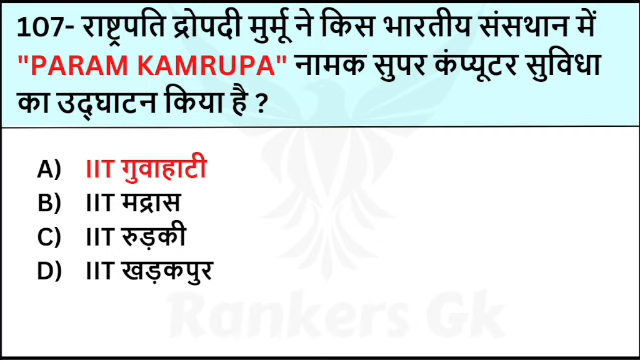 107- राष्ट्रपति द्रोपदी मुर्मू ने किस भारतीय संसथान में
"PARAM KAMRUPA" नामक सुपर कंप्यूटर सुविधा
का उद्घाटन किया है ?
A) IIT गुवाहाटी
B) IIT मद्रास
C) IIT रुड़की
D) IIT खड़कपुर
Rankers Gk